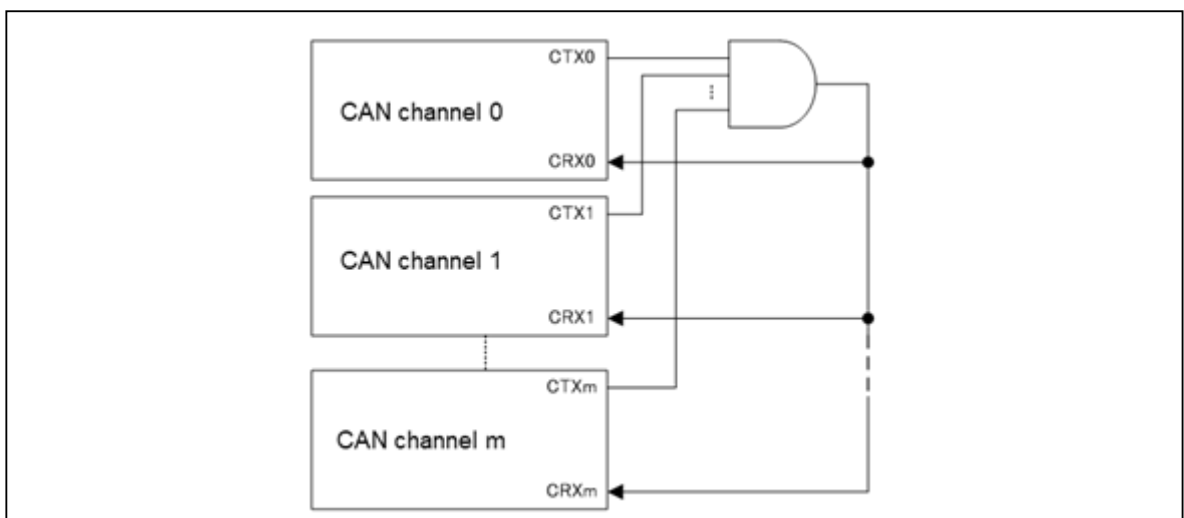 CTX0
CAN channel 0
CRX0
CTX1
CAN channel 1
CRX1
CTXm
CAN channel m
CRXm